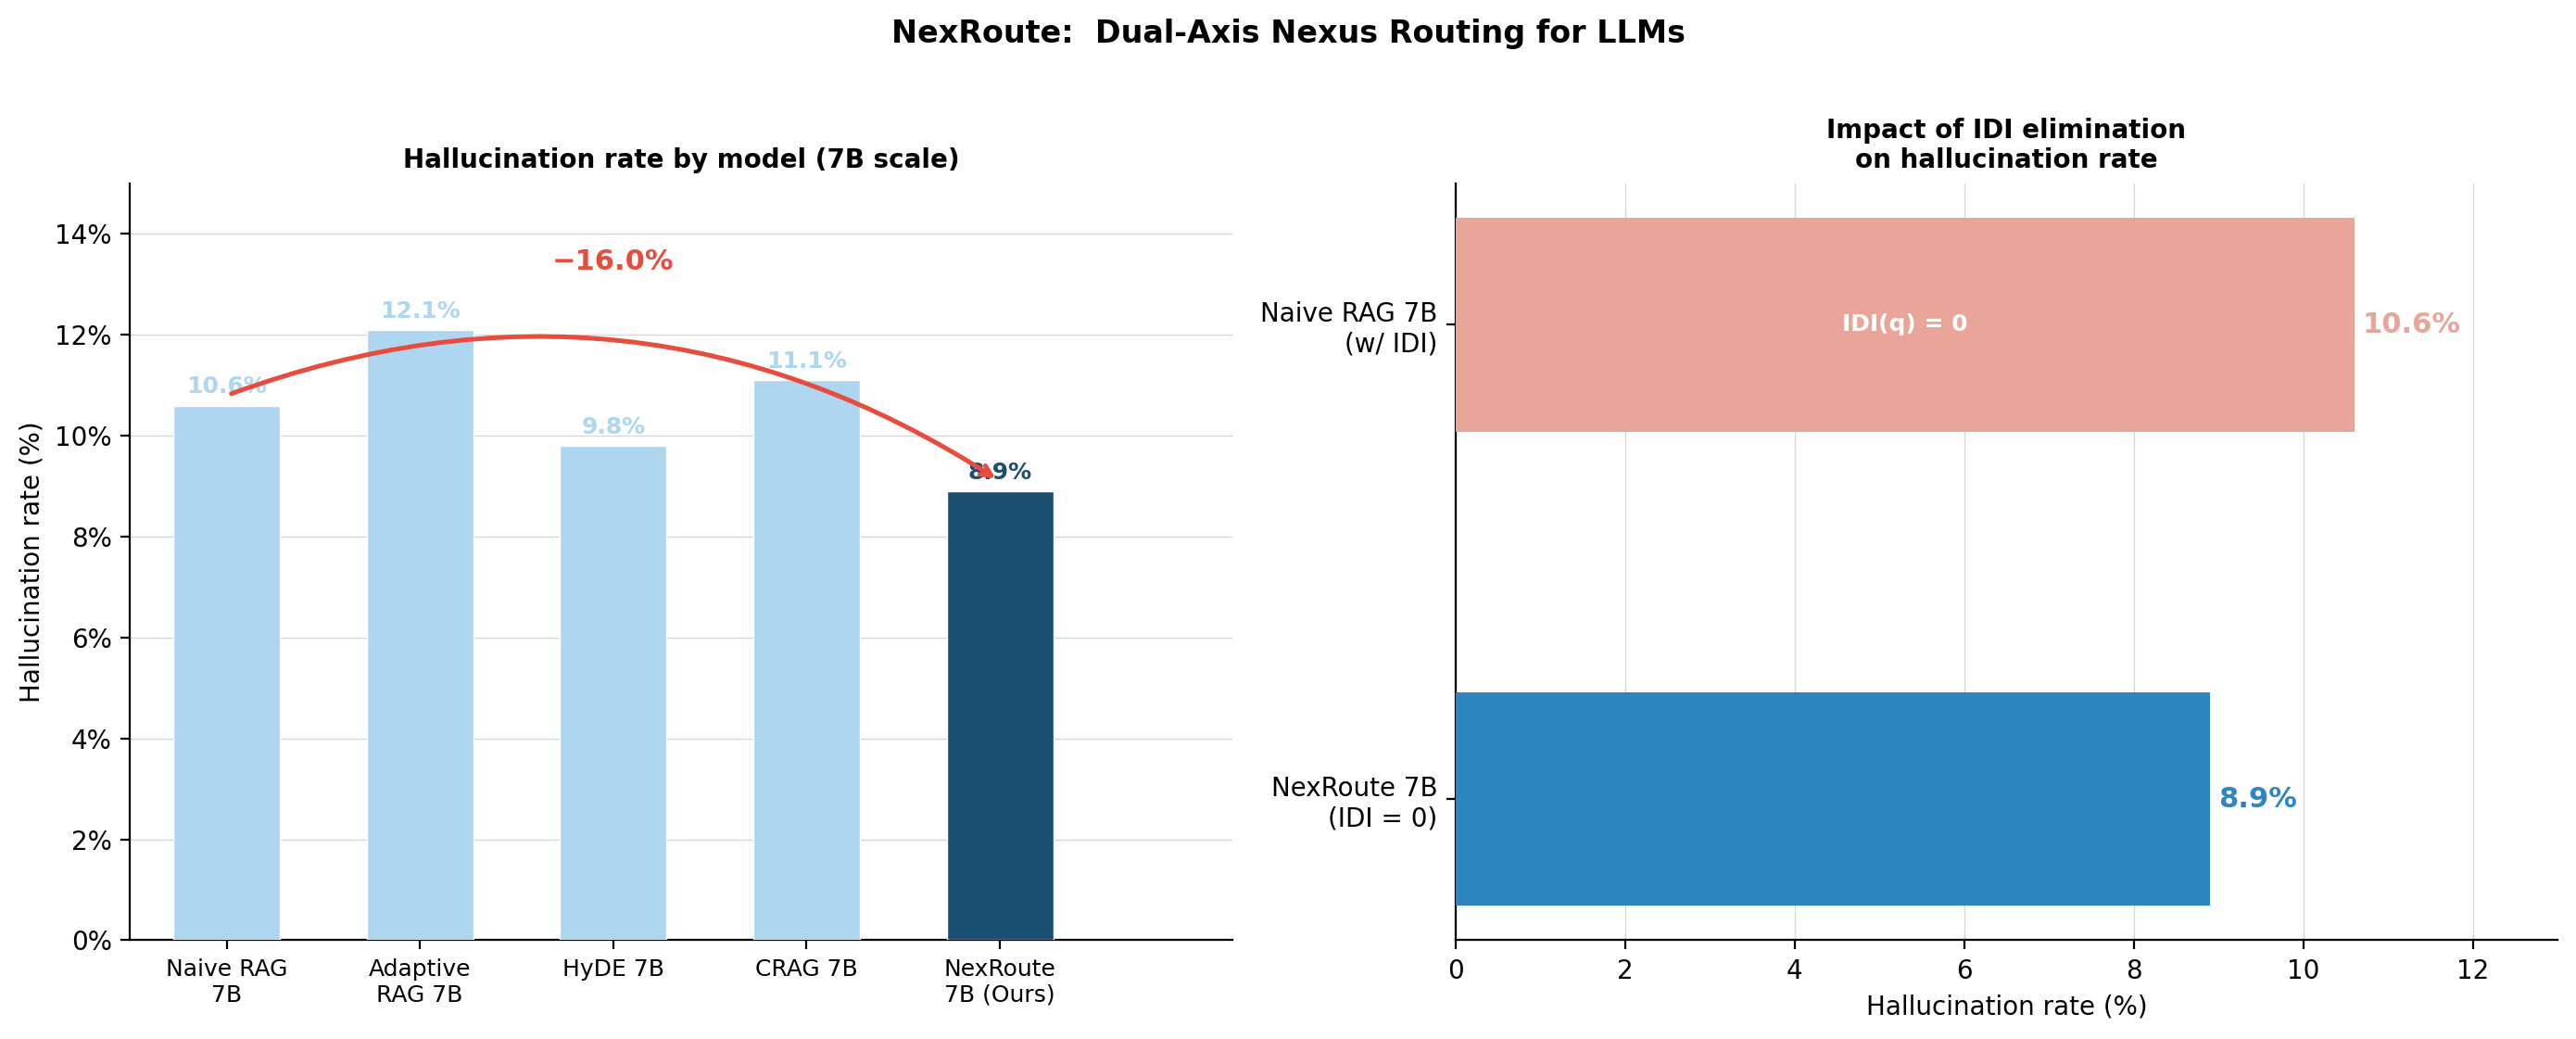 NexRoute:  Dual-Axis Nexus Routing for LLMs
Hallucination rate by model (7B scale)
Hallucination rate (%)
14%
12%
10%
8%
6%
4%
2%
0%
−16.0%
10.6%
12.1%
9.8%
11.1%
8.9%
Naive RAG
7B
Adaptive
RAG 7B
HyDE 7B
CRAG 7B
NexRoute
7B (Ours)
Impact of IDI elimination
on hallucination rate
Naive RAG 7B
(w/ IDI)
IDI(q) = 0
10.6%
NexRoute 7B
(IDI = 0)
8.9%
0
2
4
6
8
10
12
Hallucination rate (%)